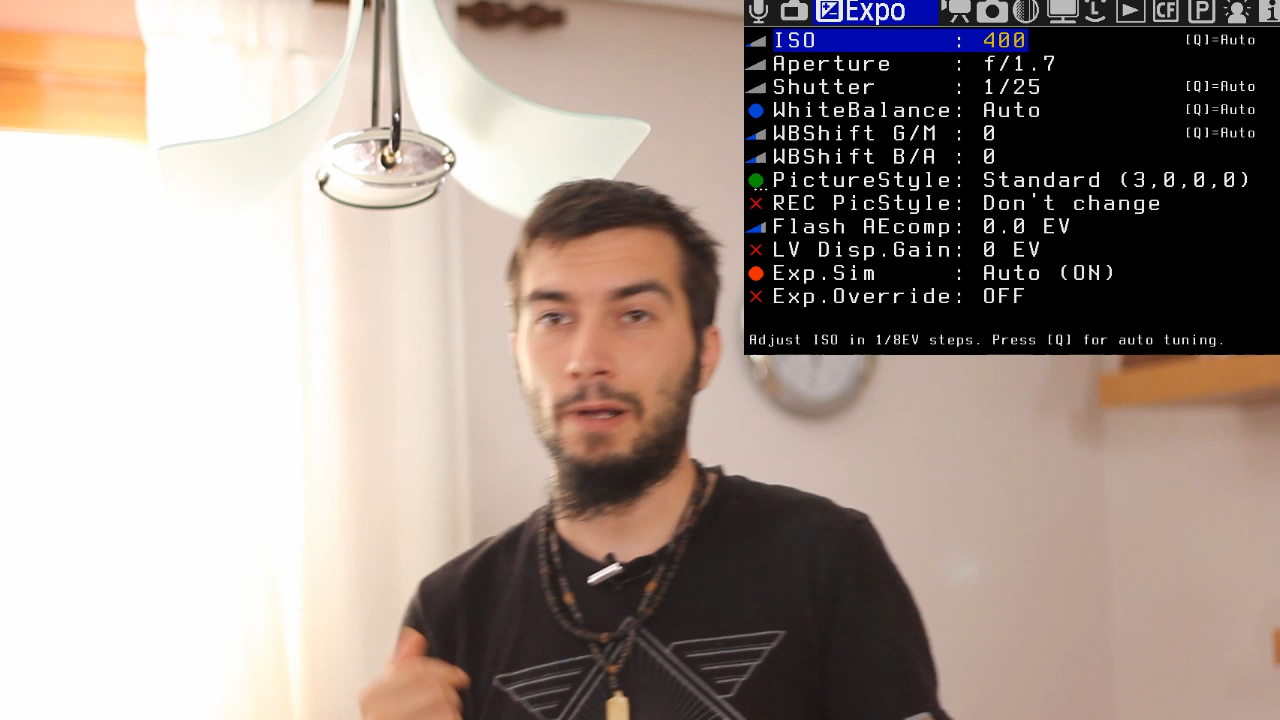 Expo
ISO : 400 [Q]=Auto
Aperture : f/1.7
Shutter : 1/25 [Q]=Auto
WhiteBalance: Auto [Q]=Auto
WBShift G/M : 0 [Q]=Auto
WBShift B/A : 0
PictureStyle: Standard (3,0,0,0)
REC PicStyle: Don't change
Flash AEcomp: 0.0 EV
LV Disp.Gain: 0 EV
Exp.Sim : Auto (ON)
Exp.Override: OFF
Adjust ISO in 1/8EV steps. Press [Q] for auto tuning.